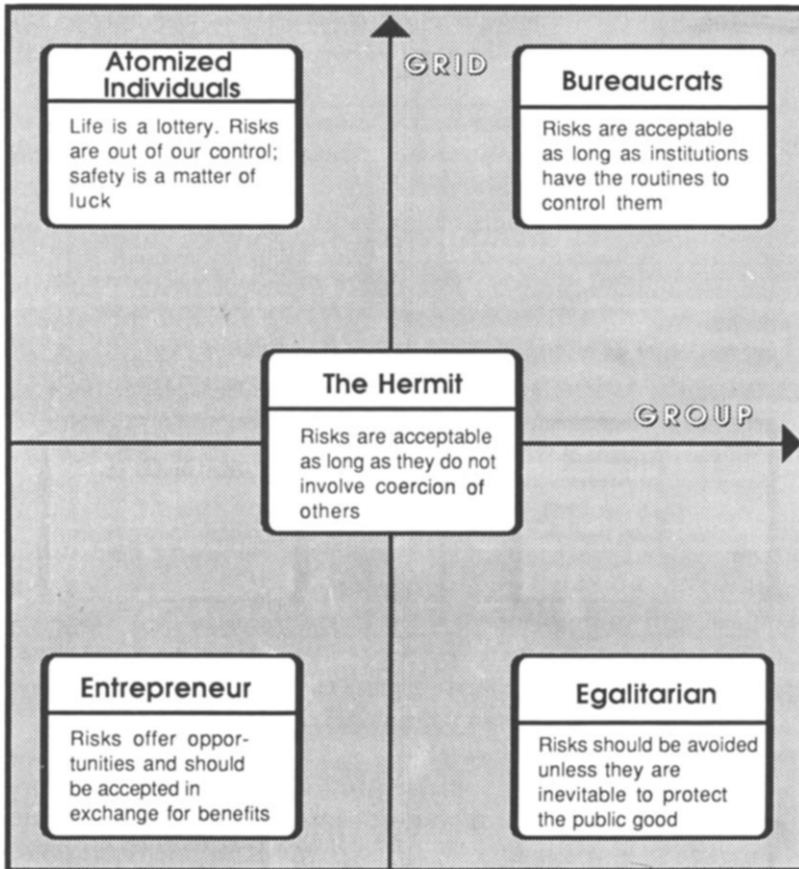 Atomized
Individuals
Life is a lottery. Risks
are out of our control;
safety is a matter of
luck
GRID
Bureaucrats
Risks are acceptable
as long as institutions
have the routines to
control them
The Hermit
Risks are acceptable
as long as they do not
involve coercion of
others
GROUP
Entrepreneur
Risks offer oppor-
tunities and should
be accepted in
exchange for benefits
Egalitarian
Risks should be avoided
unless they are
inevitable to protect
the public good